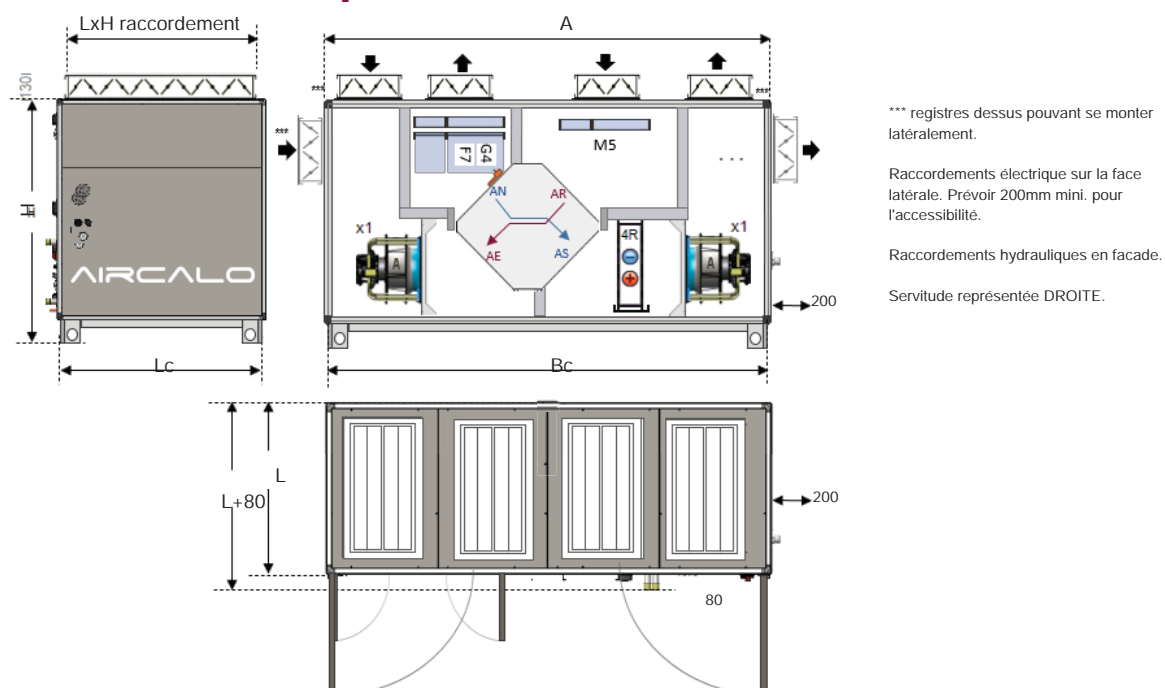 LxH raccordement
A
130
***
***
***
***
H
F7
G4
M5
...
AN
AR
AE
AS
x1
x1
A
A
4R
AIRCALO
200
Lc
Bc
L
L+80
200
80
*** registres dessus pouvant se monter
latéralement.
Raccordements électrique sur la face
latérale. Prévoir 200mm mini. pour
l'accessibilité.
Raccordements hydrauliques en facade.
Servitude représentée DROITE.